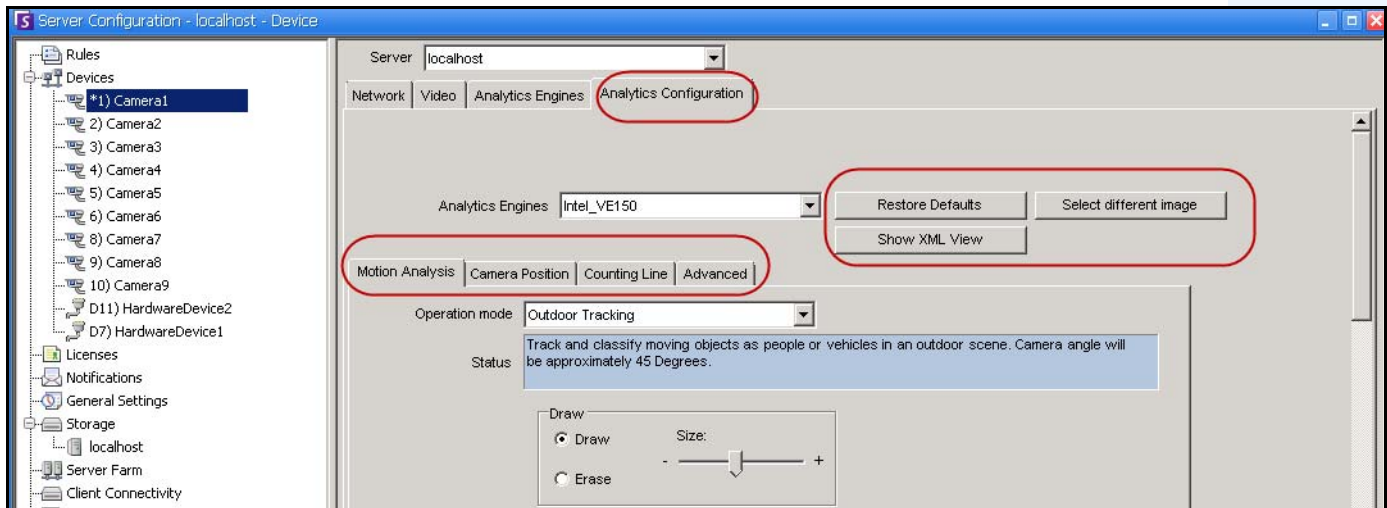 Server Configuration - localhost - Device
Rules
Devices
*1) Camera1
2) Camera2
3) Camera3
4) Camera4
5) Camera5
6) Camera6
8) Camera7
9) Camera8
10) Camera9
D11) HardwareDevice2
D7) HardwareDevice1
Licenses
Notifications
General Settings
Storage
localhost
Server Farm
Client Connectivity
Server localhost
Network Video Analytics Engines Analytics Configuration
Analytics Engines Intel_VE150
Restore Defaults Select different image
Show XML View
Motion Analysis Camera Position Counting Line Advanced
Operation mode Outdoor Tracking
Status Track and classify moving objects as people or vehicles in an outdoor scene. Camera angle will
be approximately 45 Degrees.
Draw
Draw Size:
- +
Erase